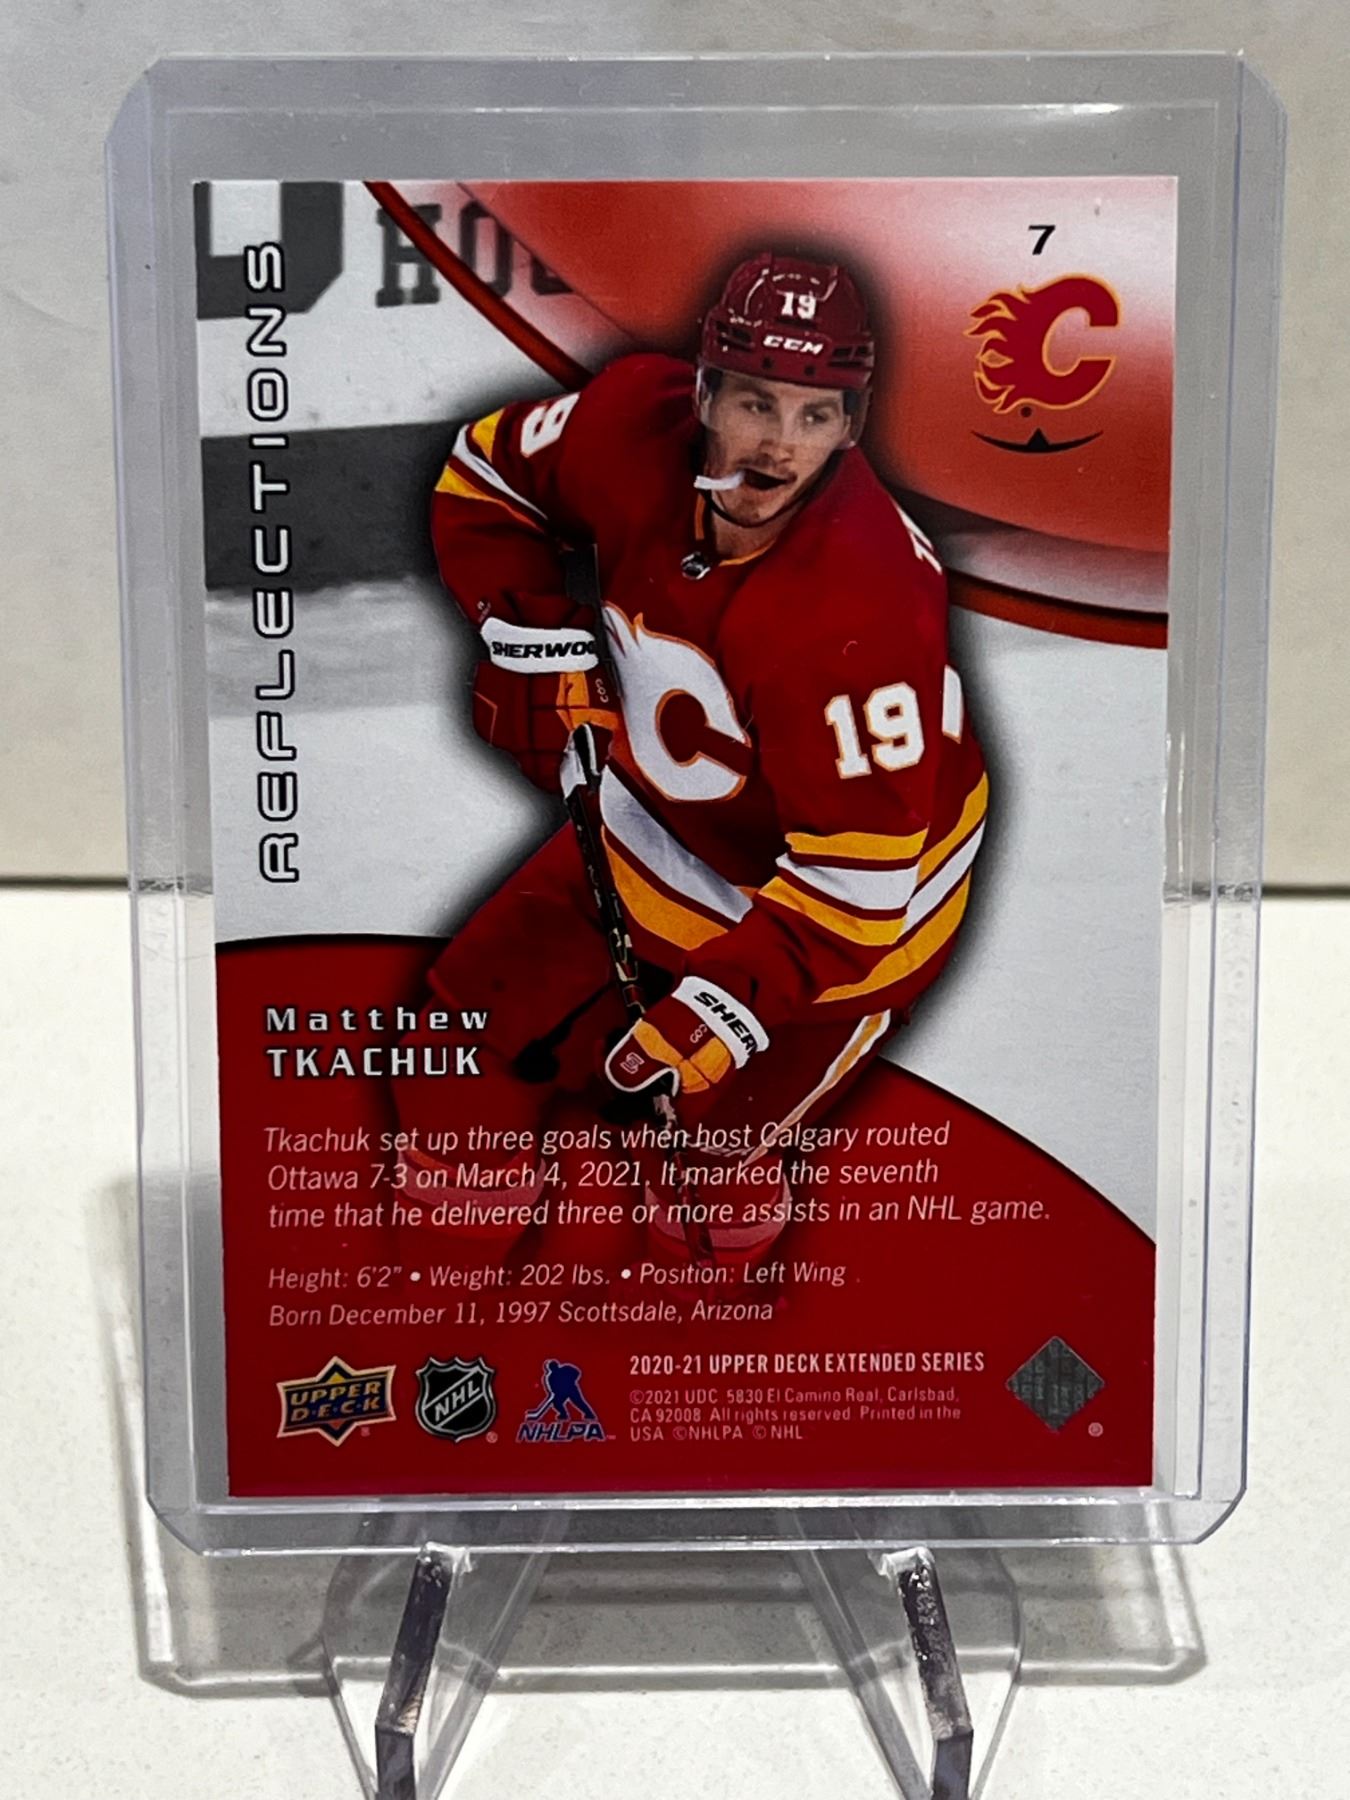 7
REFLECTIONS
HO
19
CCM
19
SHERWOO
19
SHER
Matthew
TKACHUK
Tkachuk set up three goals when host Calgary routed
Ottawa 7-3 on March 4, 2021. It marked the seventh
time that he delivered three or more assists in an NHL game.
Height: 6'2" • Weight: 202 lbs. • Position: Left Wing
Born December 11, 1997 Scottsdale, Arizona
UPPER
D·E·C·K
NHL
NHLPA
2020-21 UPPER DECK EXTENDED SERIES
©2021 UDC 5830 El Camino Real, Carlsbad,
CA 92008 All rights reserved. Printed in the
USA ©NHLPA © NHL